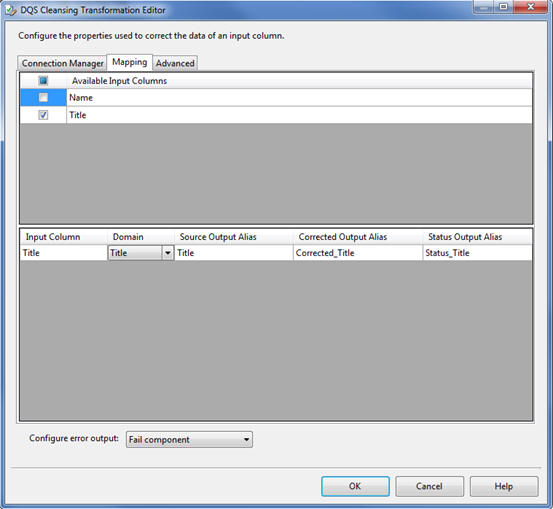 DQS Cleansing Transformation Editor
Configure the properties used to correct the data of an input column.
Connection Manager Mapping Advanced
Available Input Columns
Name
Title
Input Column Domain Source Output Alias Corrected Output Alias Status Output Alias
Title Title Title Corrected_Title Status_Title
Configure error output: Fail component
OK Cancel Help